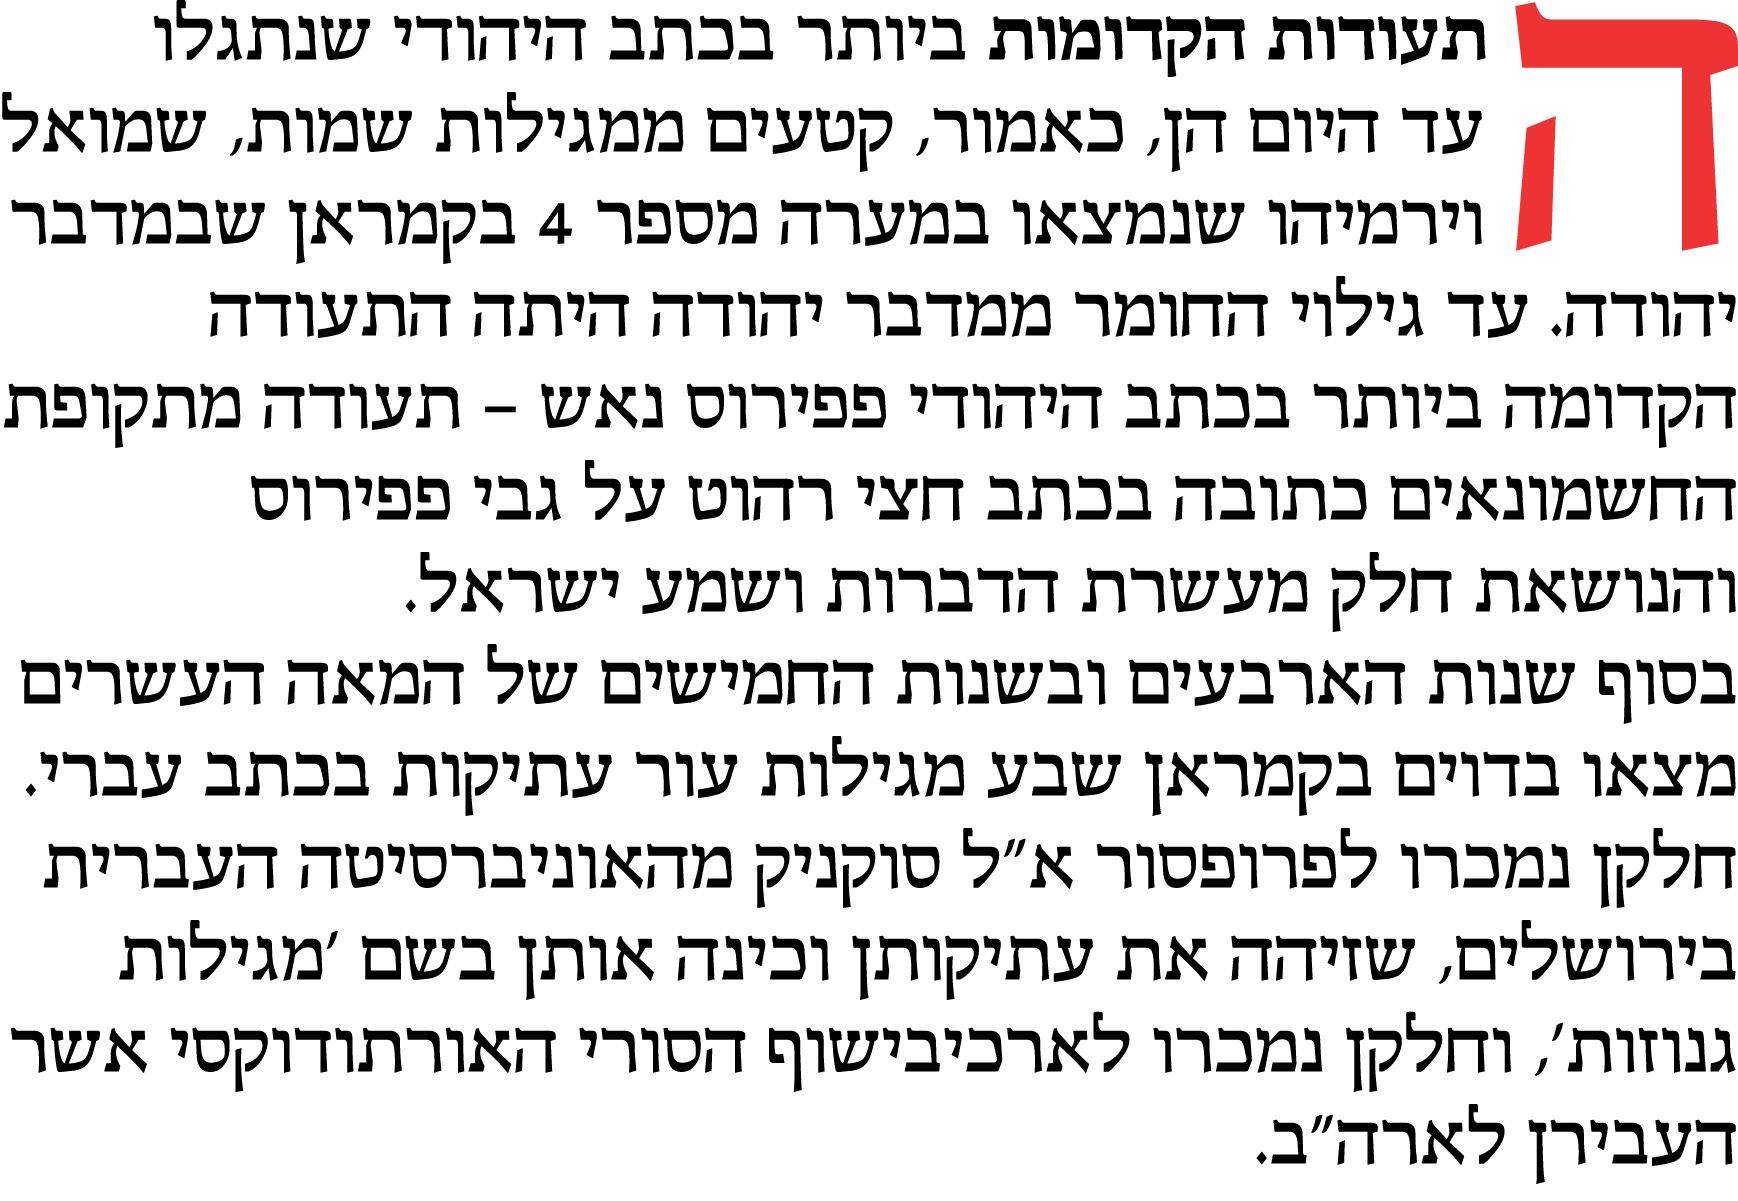 התעודות הקדומות ביותר בכתב היהודי שנתגלו
עד היום הן, כאמור, קטעים ממגילות שמות, שמואל
וירמיהו שנמצאו במערה מספר 4 בקמראן שבמדבר
יהודה. עד גילוי החומר ממדבר יהודה היתה התעודה
הקדומה ביותר בכתב היהודי פפירוס נאש – תעודה מתקופת
החשמונאים כתובה בכתב חצי רהוט על גבי פפירוס
והנושאת חלק מעשרת הדברות ושמע ישראל.
בסוף שנות הארבעים ובשנות החמישים של המאה העשרים
מצאו בדוים בקמראן שבע מגילות עור עתיקות בכתב עברי.
חלקן נמכרו לפרופסור א״ל סוקניק מהאוניברסיטה העברית
בירושלים, שזיהה את עתיקותן וכינה אותן בשם ׳מגילות
גנוזות׳, וחלקן נמכרו לארכיבישוף הסורי האורתודוקסי אשר
העבירן לארה״ב.